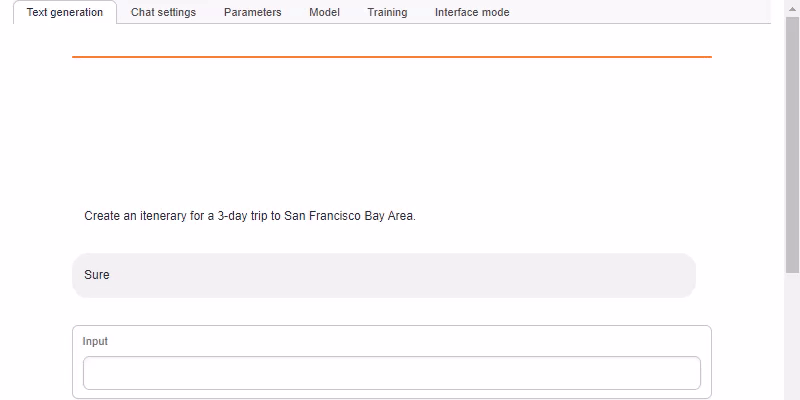 Text generation Chat settings Parameters Model Training Interface mode
Create an itenerary for a 3-day trip to San Francisco Bay Area.
Sure
Input